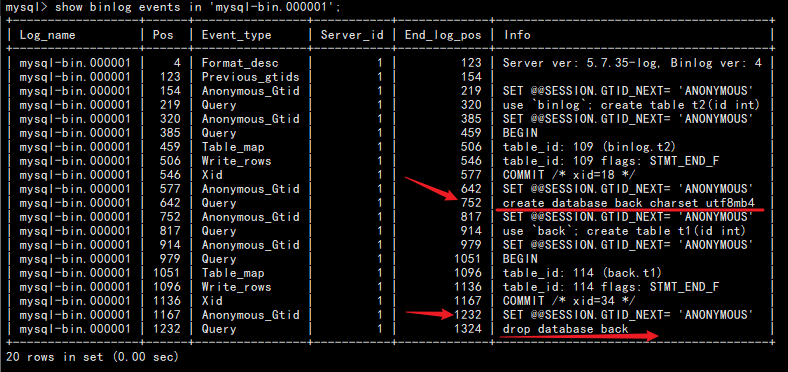 mysql> show binlog events in 'mysql-bin.000001';
+------------------+------+----------------+-----------+-------------+---------------------------------------+
| Log_name | Pos | Event_type | Server_id | End_log_pos | Info |
+------------------+------+----------------+-----------+-------------+---------------------------------------+
| mysql-bin.000001 | 4 | Format_desc | 1 | 123 | Server ver: 5.7.35-log, Binlog ver: 4 |
| mysql-bin.000001 | 123 | Previous_gtids | 1 | 154 | |
| mysql-bin.000001 | 154 | Anonymous_Gtid | 1 | 219 | SET @@SESSION.GTID_NEXT= 'ANONYMOUS' |
| mysql-bin.000001 | 219 | Query | 1 | 320 | use `binlog`; create table t2(id int) |
| mysql-bin.000001 | 320 | Anonymous_Gtid | 1 | 385 | SET @@SESSION.GTID_NEXT= 'ANONYMOUS' |
| mysql-bin.000001 | 385 | Query | 1 | 459 | BEGIN |
| mysql-bin.000001 | 459 | Table_map | 1 | 506 | table_id: 109 (binlog.t2) |
| mysql-bin.000001 | 506 | Write_rows | 1 | 546 | table_id: 109 flags: STMT_END_F |
| mysql-bin.000001 | 546 | Xid | 1 | 577 | COMMIT /* xid=18 */ |
| mysql-bin.000001 | 577 | Anonymous_Gtid | 1 | 642 | SET @@SESSION.GTID_NEXT= 'ANONYMOUS' |
| mysql-bin.000001 | 642 | Query | 1 | 752 | create database back charset utf8mb4 |
| mysql-bin.000001 | 752 | Anonymous_Gtid | 1 | 817 | SET @@SESSION.GTID_NEXT= 'ANONYMOUS' |
| mysql-bin.000001 | 817 | Query | 1 | 914 | use `back`; create table t1(id int) |
| mysql-bin.000001 | 914 | Anonymous_Gtid | 1 | 979 | SET @@SESSION.GTID_NEXT= 'ANONYMOUS' |
| mysql-bin.000001 | 979 | Query | 1 | 1051 | BEGIN |
| mysql-bin.000001 | 1051 | Table_map | 1 | 1096 | table_id: 114 (back.t1) |
| mysql-bin.000001 | 1096 | Write_rows | 1 | 1136 | table_id: 114 flags: STMT_END_F |
| mysql-bin.000001 | 1136 | Xid | 1 | 1167 | COMMIT /* xid=34 */ |
| mysql-bin.000001 | 1167 | Anonymous_Gtid | 1 | 1232 | SET @@SESSION.GTID_NEXT= 'ANONYMOUS' |
| mysql-bin.000001 | 1232 | Query | 1 | 1324 | drop database back |
+------------------+------+----------------+-----------+-------------+---------------------------------------+
20 rows in set (0.00 sec)